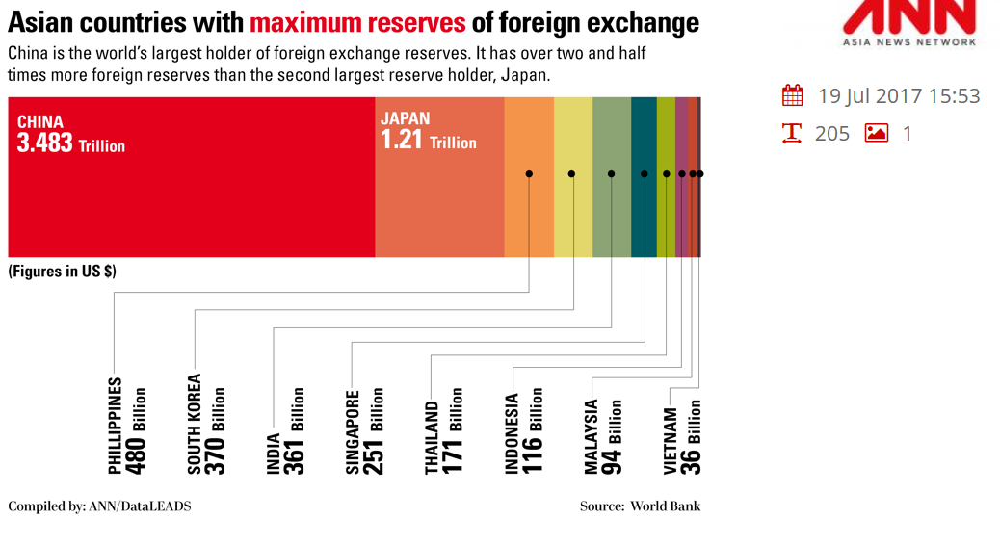 Asian countries with maximum reserves of foreign exchange
China is the world's largest holder of foreign exchange reserves. It has over two and half
times more foreign reserves than the second largest reserve holder, Japan.
ANN
ASIA NEWS NETWORK
19 Jul 2017 15:53
205 1
CHINA
3.483 Trillion
JAPAN
1.21 Trillion
(Figures in US $)
PHILLIPPINES
480 Billion
SOUTH KOREA
370 Billion
INDIA
361 Billion
SINGAPORE
251 Billion
THAILAND
171 Billion
INDONESIA
116 Billion
MALAYSIA
94 Billion
VIETNAM
36 Billion
Compiled by: ANN/DataLEADS
Source: World Bank